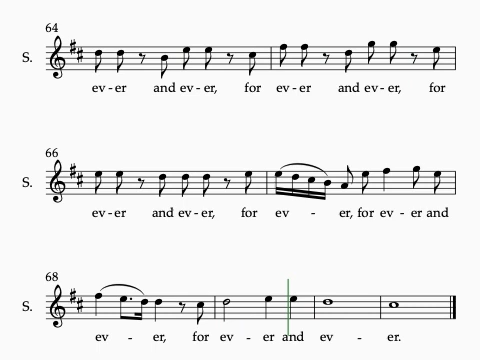 64
S.
ev - er and ev - er, for ev - er and ev - er, for
66
S.
ev - er and ev - er, for ev - er, for ev - er and
68
S.
ev - er, for ev - er and ev - er.